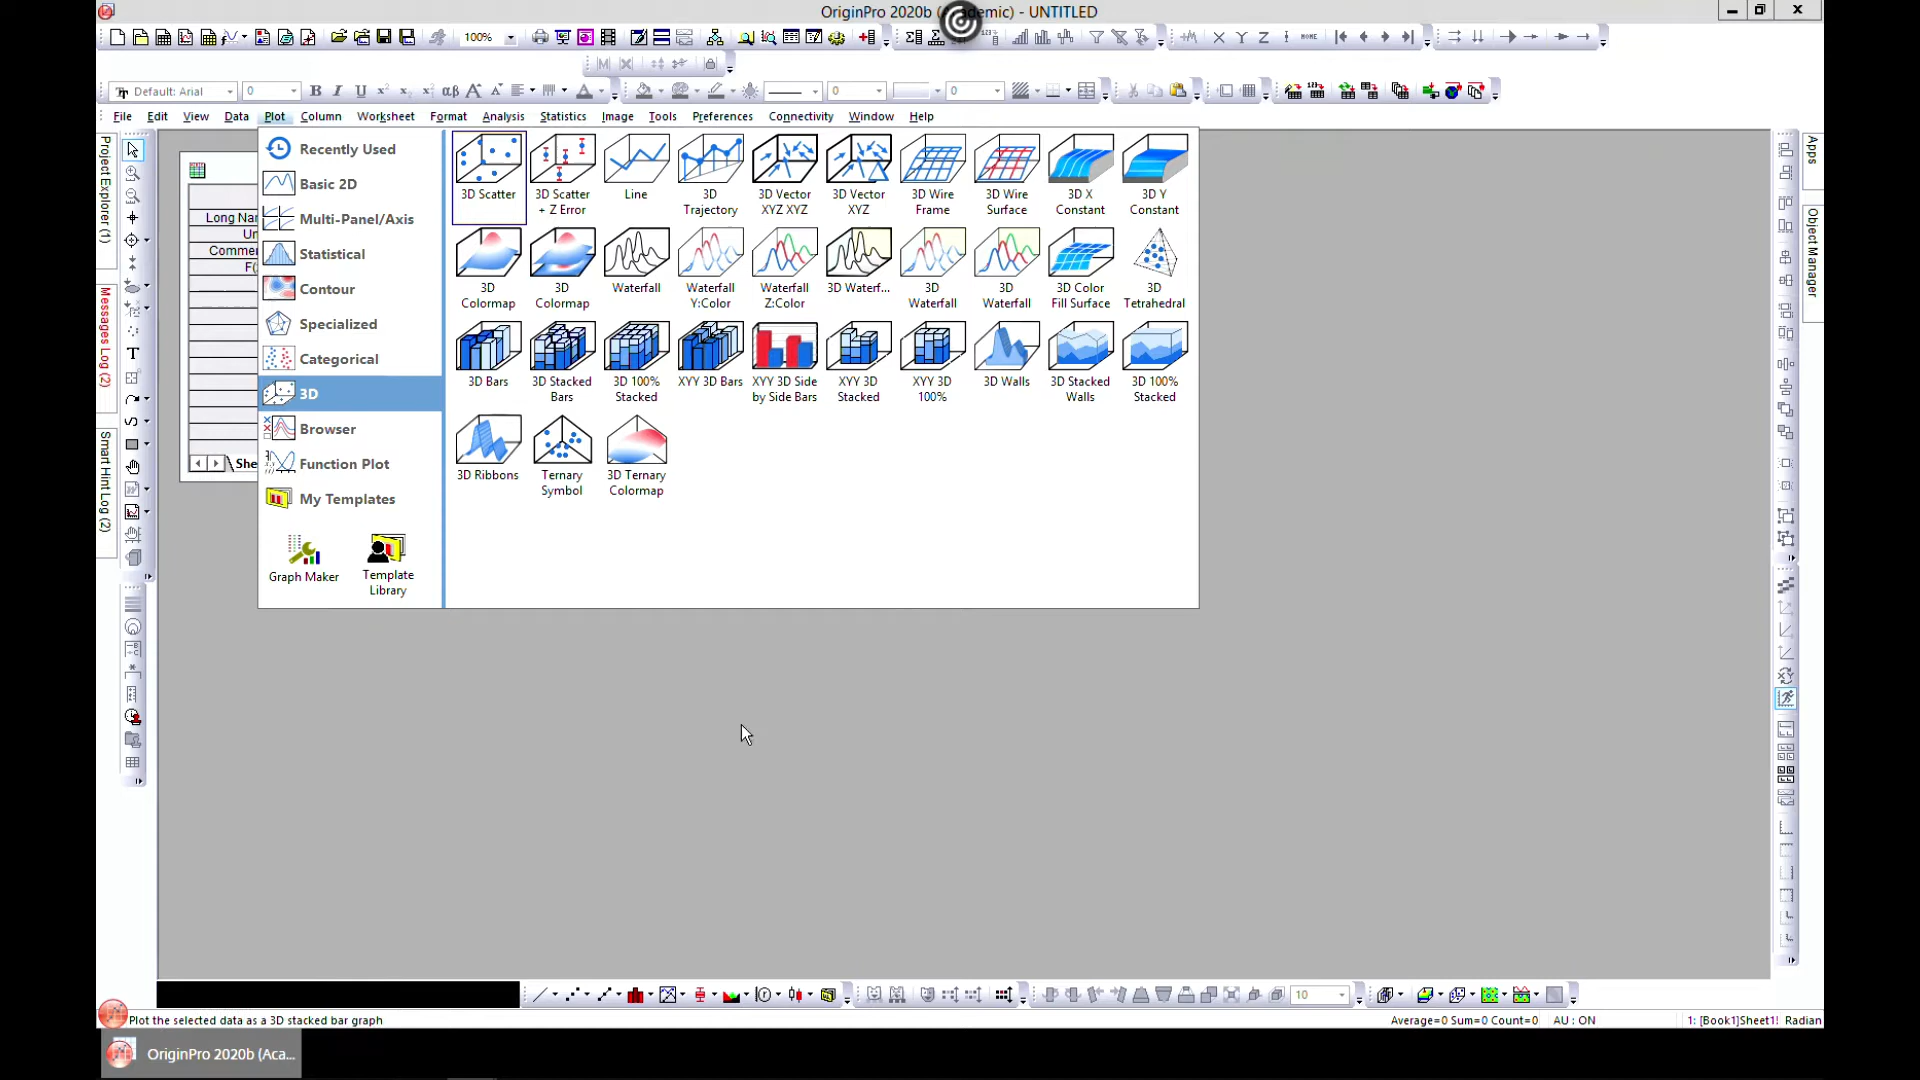 OriginPro 2020b (Academic) - UNTITLED
100%
Default: Arial 0 B I U αβ A A A 0 0
File Edit View Data Plot Column Worksheet Format Analysis Statistics Image Tools Preferences Connectivity Window Help
Project Explorer (1)
Messages Log (2)
Smart Hint Log (2)
Apps
Object Manager
Long Na
Un
Comme
F(
She
Recently Used
Basic 2D
Multi-Panel/Axis
Statistical
Contour
Specialized
Categorical
3D
Browser
Function Plot
My Templates
Graph Maker
Template
Library
3D Scatter
3D Scatter
+ Z Error
Line
3D
Trajectory
3D Vector
XYZ XYZ
3D Vector
XYZ
3D Wire
Frame
3D Wire
Surface
3D X
Constant
3D Y
Constant
3D
Colormap
3D
Colormap
Waterfall
Waterfall
Y:Color
Waterfall
Z:Color
3D Waterf...
3D
Waterfall
3D
Waterfall
3D Color
Fill Surface
3D
Tetrahedral
3D Bars
3D Stacked
Bars
3D 100%
Stacked
XYY 3D Bars
XYY 3D Side
by Side Bars
XYY 3D
Stacked
XYY 3D
100%
3D Walls
3D Stacked
Walls
3D 100%
Stacked
3D Ribbons
Ternary
Symbol
3D Ternary
Colormap
10
Plot the selected data as a 3D stacked bar graph
Average=0 Sum=0 Count=0 AU : ON 1: [Book1]Sheet1! Radian
OriginPro 2020b (Aca...